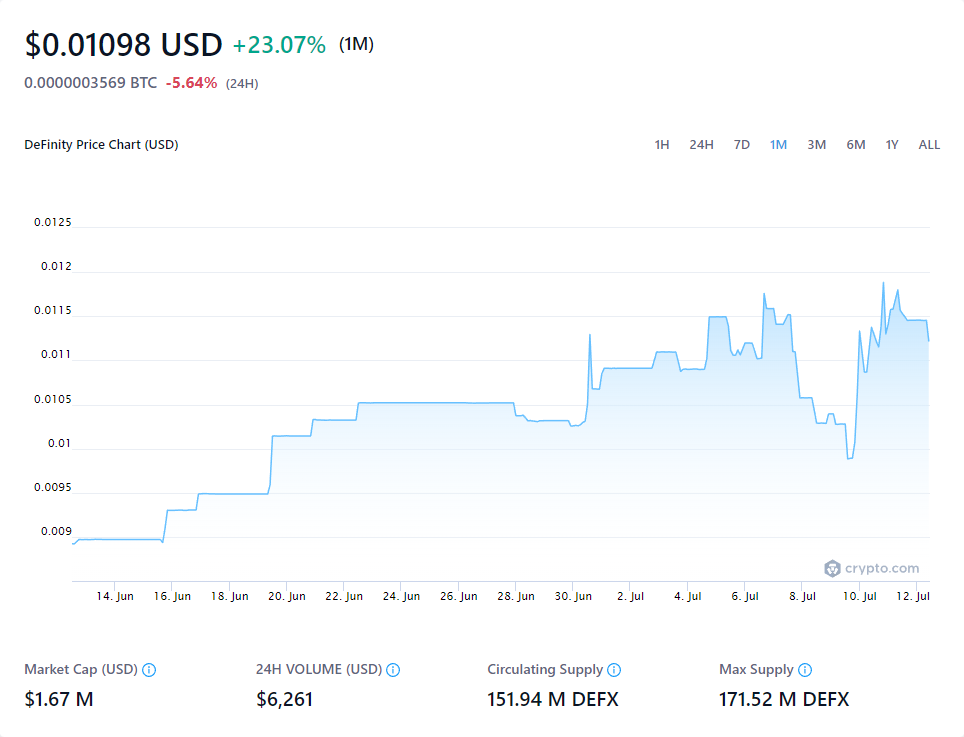 $0.01098 USD +23.07% (1M)
0.0000003569 BTC -5.64% (24H)
DeFinity Price Chart (USD) 1H 24H 7D 1M 3M 6M 1Y ALL
0.0125
0.012
0.0115
0.011
0.0105
0.01
0.0095
0.009
crypto.com
14. Jun 16. Jun 18. Jun 20. Jun 22. Jun 24. Jun 26. Jun 28. Jun 30. Jun 2. Jul 4. Jul 6. Jul 8. Jul 10. Jul 12. Jul
Market Cap (USD) 24H VOLUME (USD) Circulating Supply Max Supply
$1.67 M $6,261 151.94 M DEFX 171.52 M DEFX